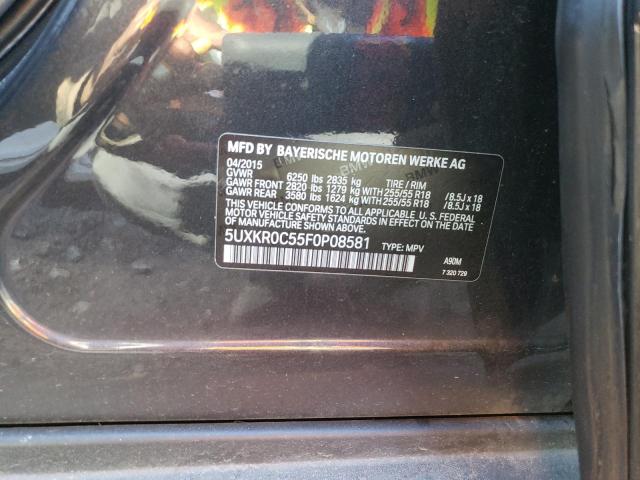 MFD BY BAYERISCHE MOTOREN WERKE AG
04/2015
GVWR 6250 lbs 2835 kg TIRE / RIM
GAWR FRONT 2820 lbs 1279 kg WITH 255/55 R18 / 8.5J x 18
GAWR REAR 3580 lbs 1624 kg WITH 255/55 R18 / 8.5J x 18
THIS VEHICLE CONFORMS TO ALL APPLICABLE U. S. FEDERAL
MOTOR VEHICLE SAFETY STANDARDS IN EFFECT ON THE DATE
OF MANUFACTURE SHOWN ABOVE.
5UXKR0C55F0P08581 TYPE: MPV
A90M
7 320 729